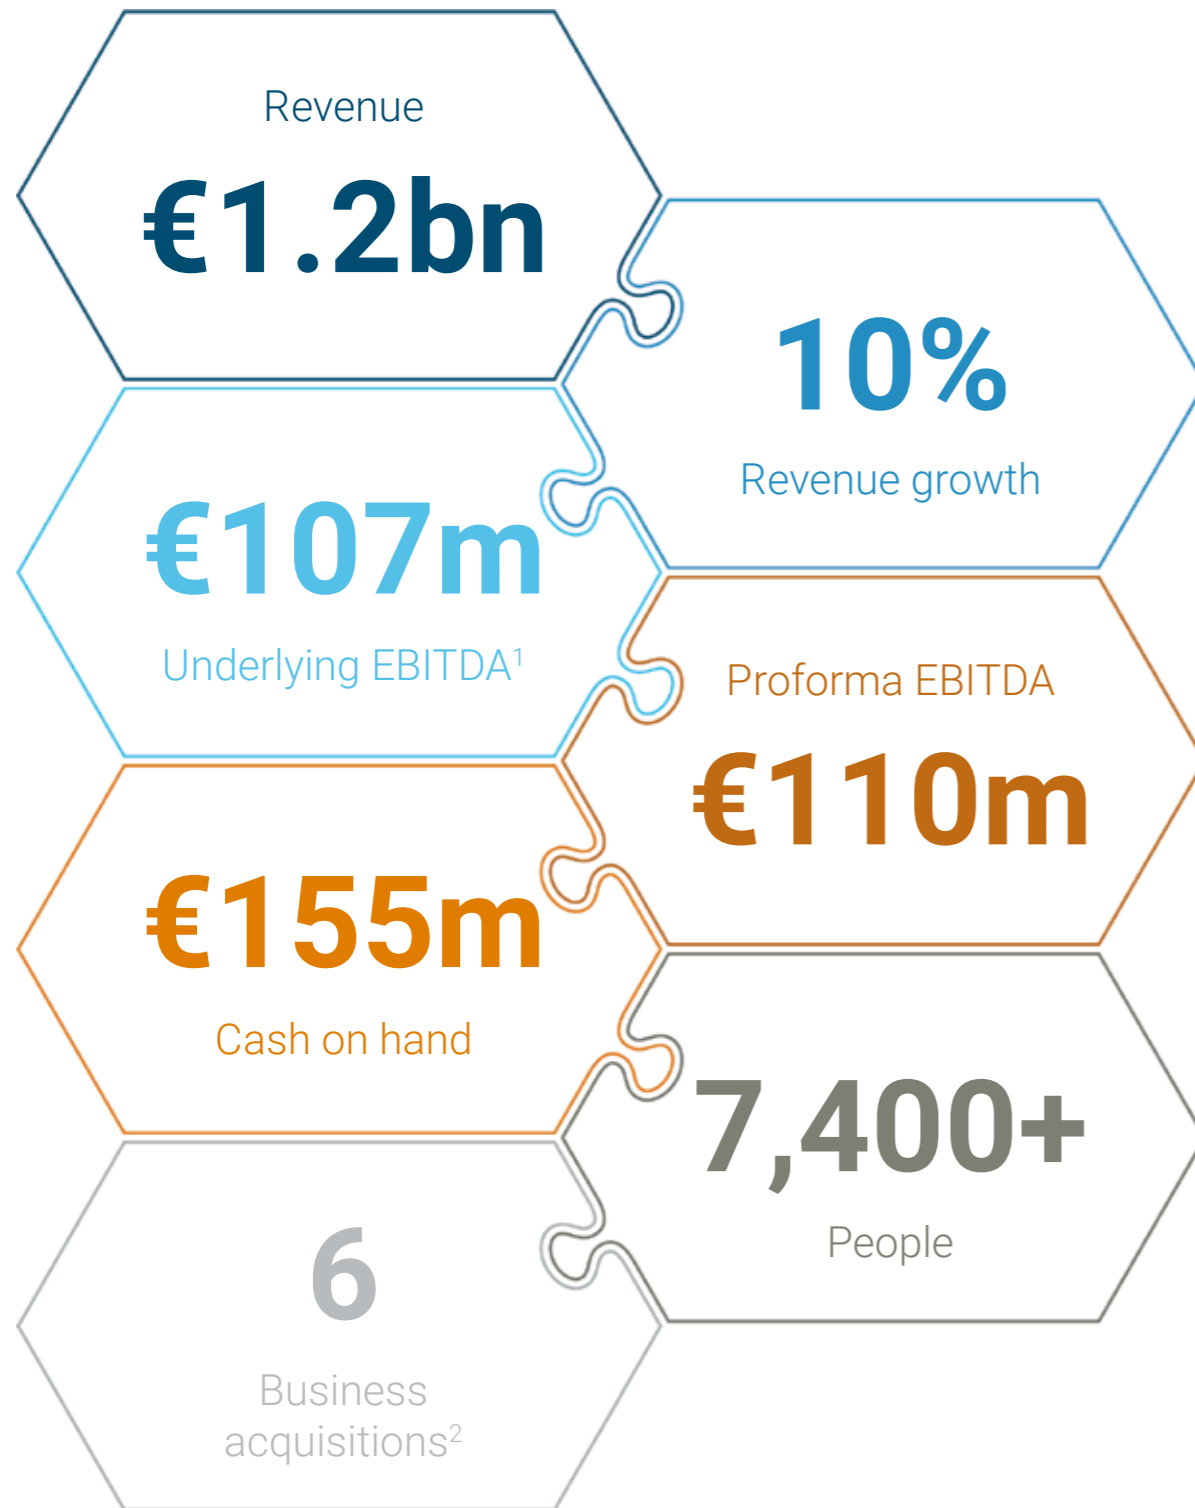 Revenue
€1.2bn
10%
Revenue growth
€107m
Underlying EBITDA¹
Proforma EBITDA
€110m
€155m
Cash on hand
7,400+
People
6
Business
acquisitions²